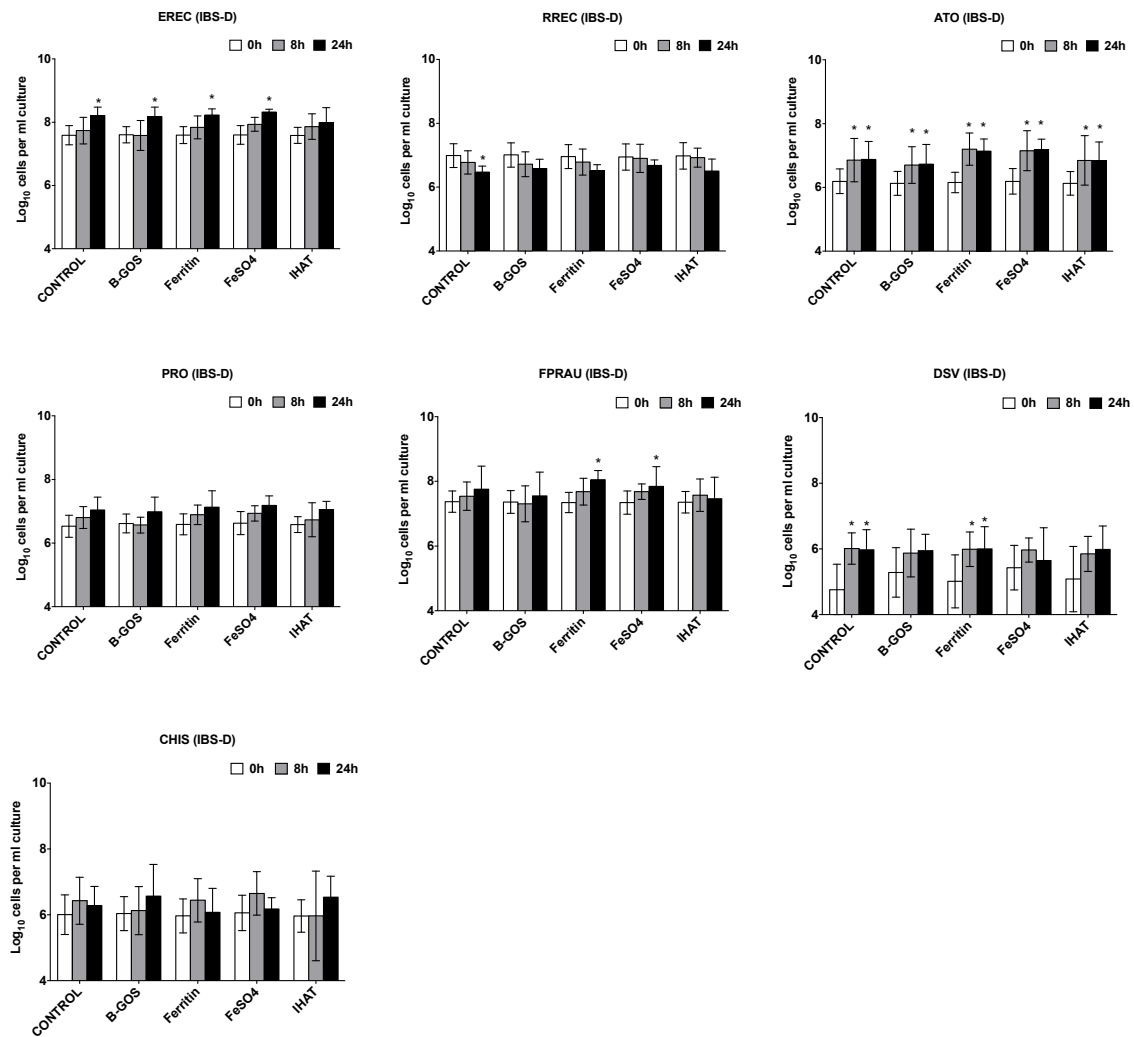 EREC (IBS-D)
0h 8h 24h
Log10 cells per ml culture
10
8
6
4
* * * *
CONTROL B-GOS Ferritin FeSO4 IHAT
RREC (IBS-D)
0h 8h 24h
Log10 cells per ml culture
10
8
6
4
*
CONTROL B-GOS Ferritin FeSO4 IHAT
ATO (IBS-D)
0h 8h 24h
Log10 cells per ml culture
10
8
6
4
* * * * * * * * * *
CONTROL B-GOS Ferritin FeSO4 IHAT
PRO (IBS-D)
0h 8h 24h
Log10 cells per ml culture
10
8
6
4
CONTROL B-GOS Ferritin FeSO4 IHAT
FPRAU (IBS-D)
0h 8h 24h
Log10 cells per ml culture
10
8
6
4
* *
CONTROL B-GOS Ferritin FeSO4 IHAT
DSV (IBS-D)
0h 8h 24h
Log10 cells per ml culture
10
8
6
4
* * * *
CONTROL B-GOS Ferritin FeSO4 IHAT
CHIS (IBS-D)
0h 8h 24h
Log10 cells per ml culture
10
8
6
4
CONTROL B-GOS Ferritin FeSO4 IHAT